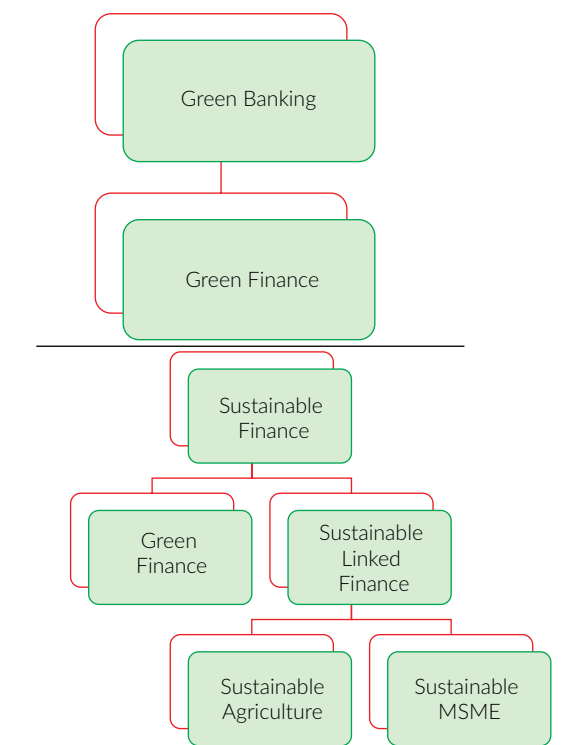 Green Banking
Green Finance
Sustainable
Finance
Green
Finance
Sustainable
Linked
Finance
Sustainable
Agriculture
Sustainable
MSME